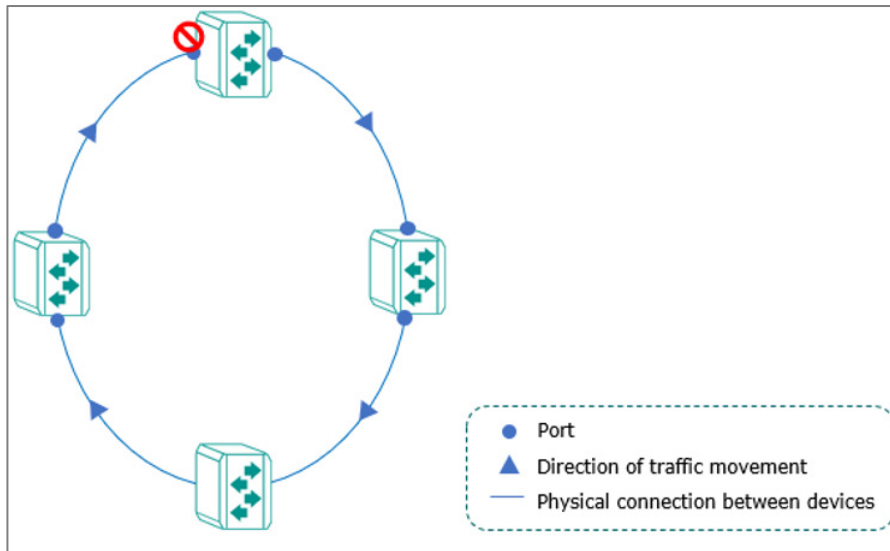 Port
Direction of traffic movement
Physical connection between devices